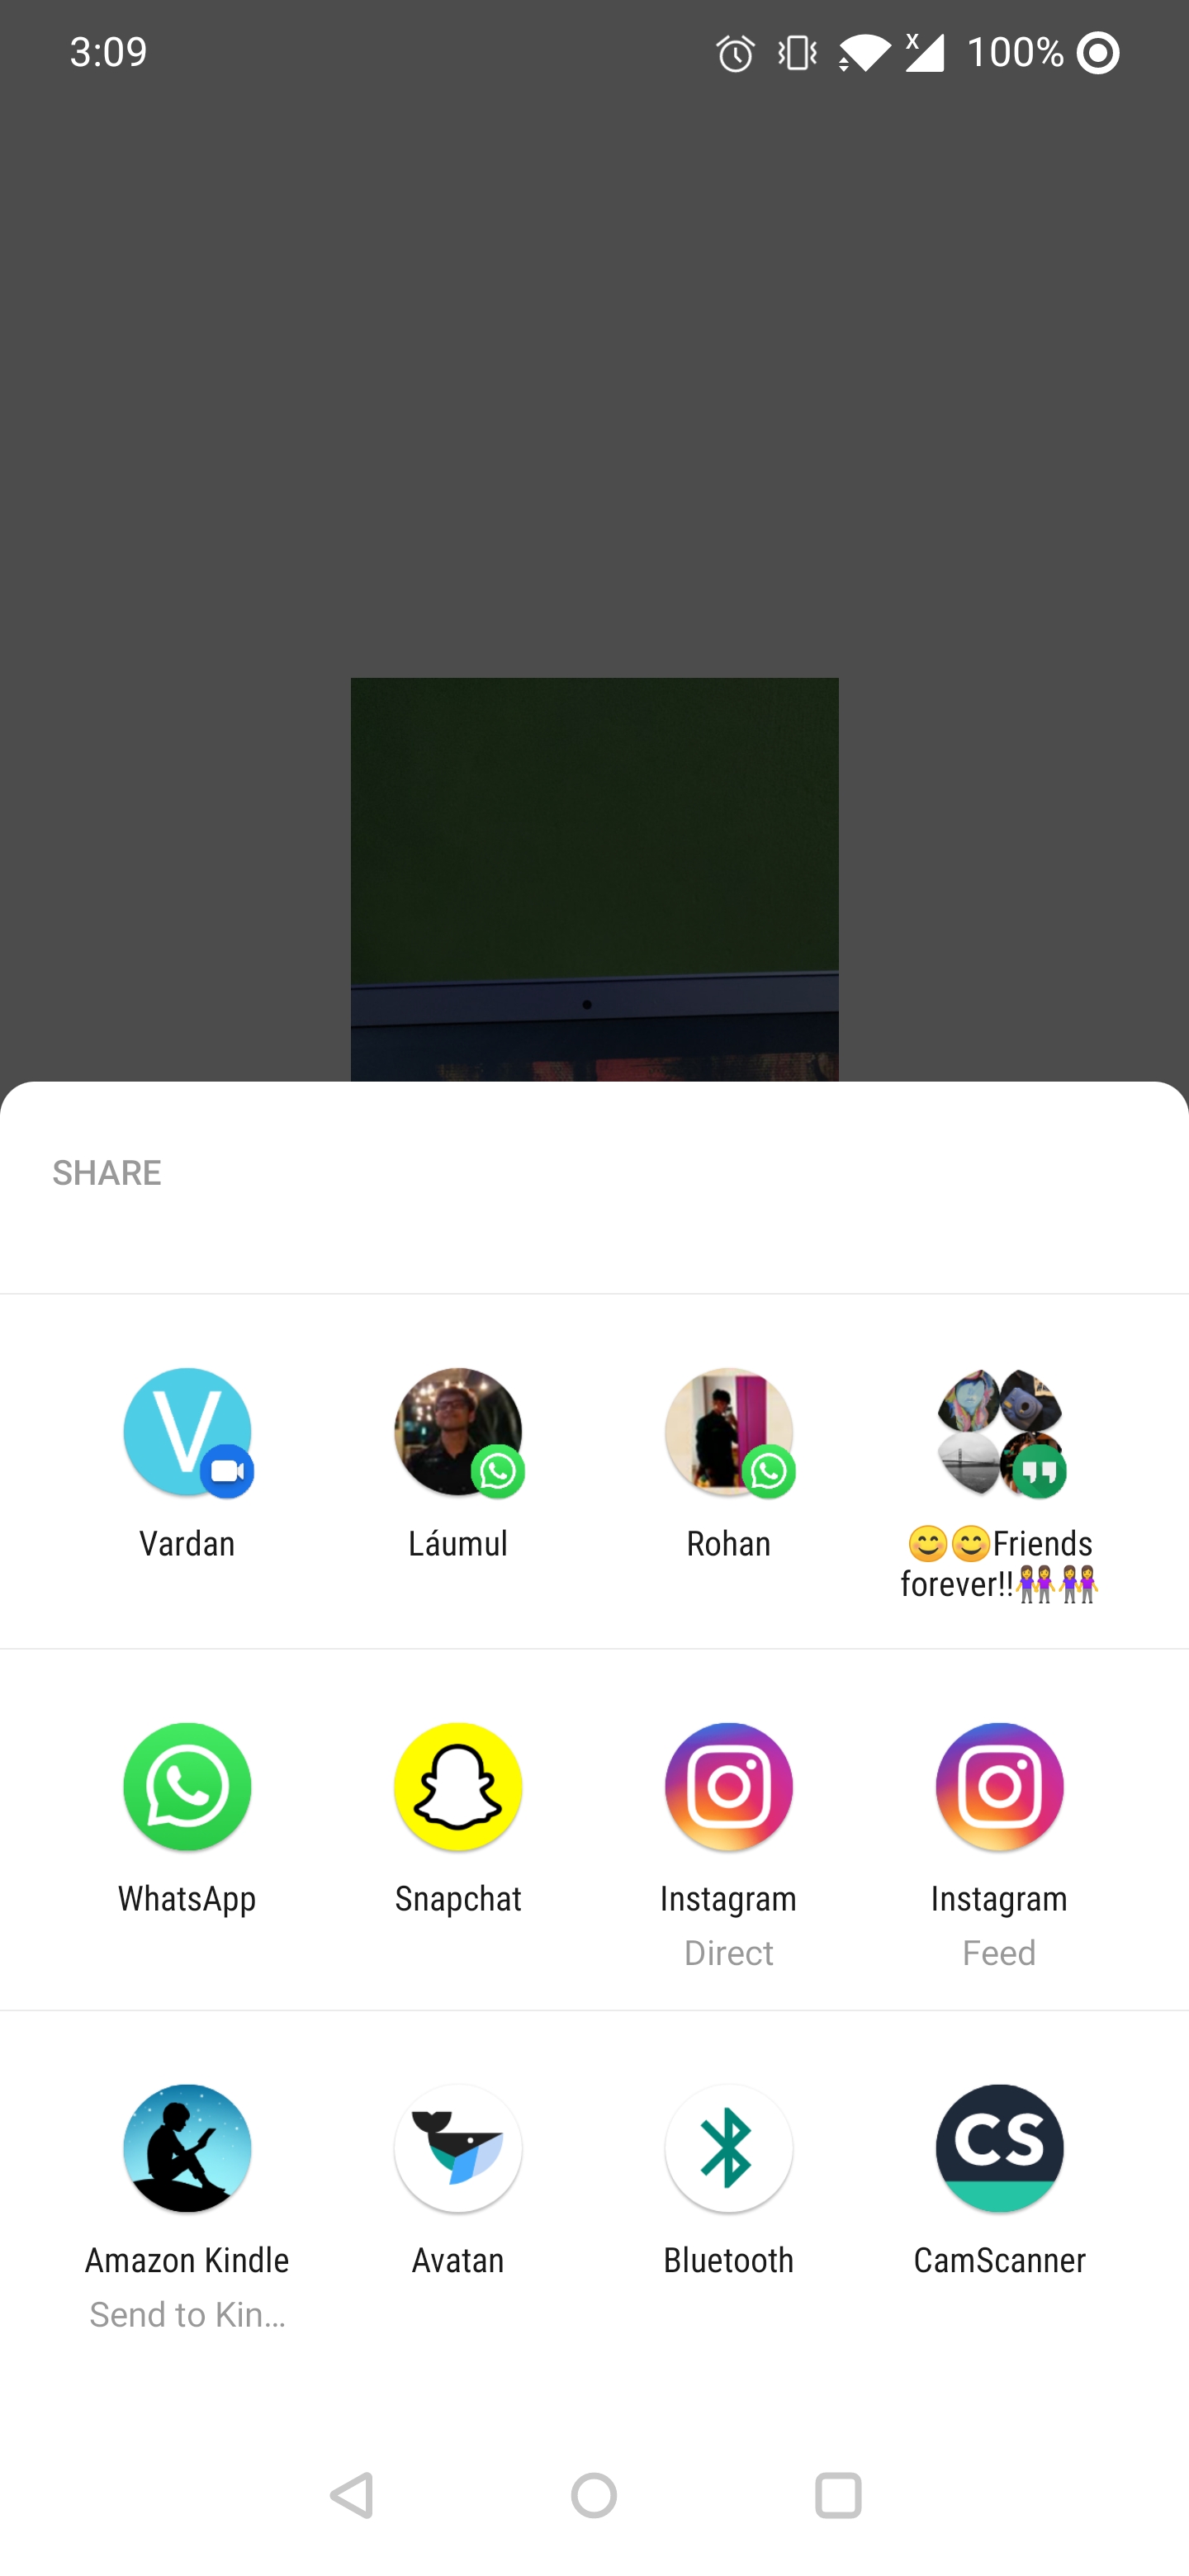 3:09
X
100%
SHARE
V
Vardan
Láumul
Rohan
😊😊Friends
forever!!👭👭
WhatsApp
Snapchat
Instagram
Direct
Instagram
Feed
CS
Amazon Kindle
Send to Kin...
Avatan
Bluetooth
CamScanner